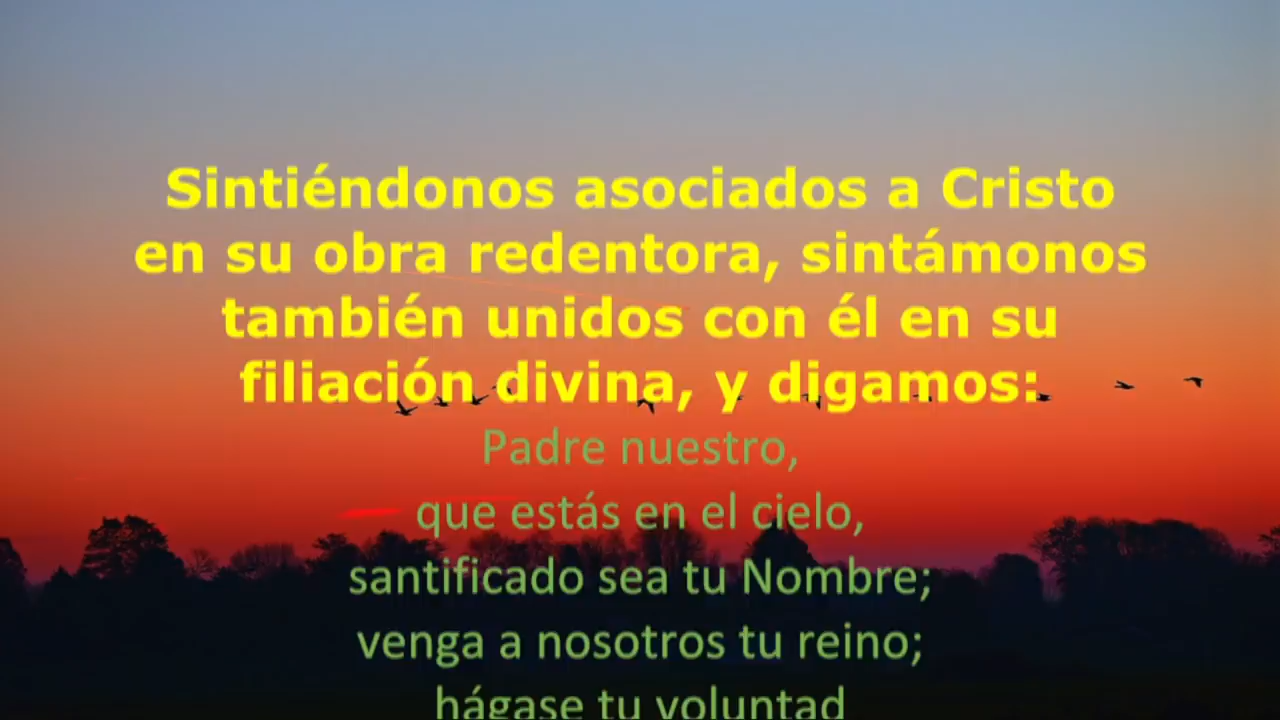 Sintiéndonos asociados a Cristo
en su obra redentora, sintámonos
también unidos con él en su
filiación divina, y digamos:
Padre nuestro,
que estás en el cielo,
santificado sea tu Nombre;
venga a nosotros tu reino;
hágase tu voluntad